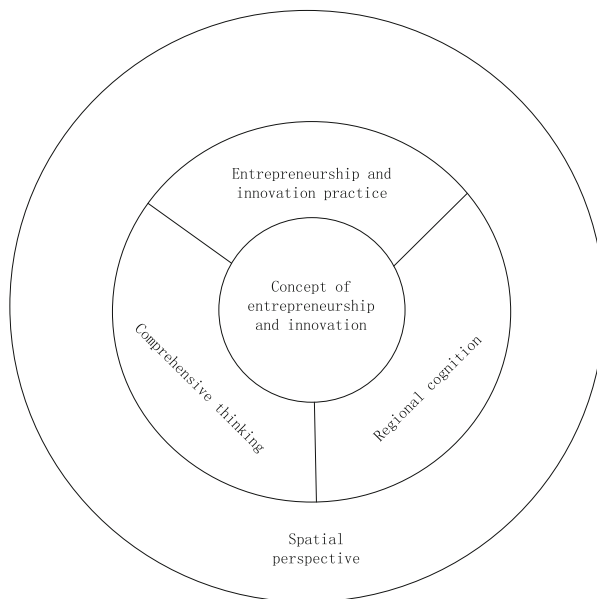 Entrepreneurship and
innovation practice
Concept of
entrepreneurship
and innovation
Comprehensive thinking
Regional cognition
Spatial
perspective